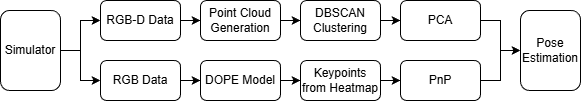 Simulator
RGB-D Data
Point Cloud
Generation
DBSCAN
Clustering
PCA
RGB Data
DOPE Model
Keypoints
from Heatmap
PnP
Pose
Estimation